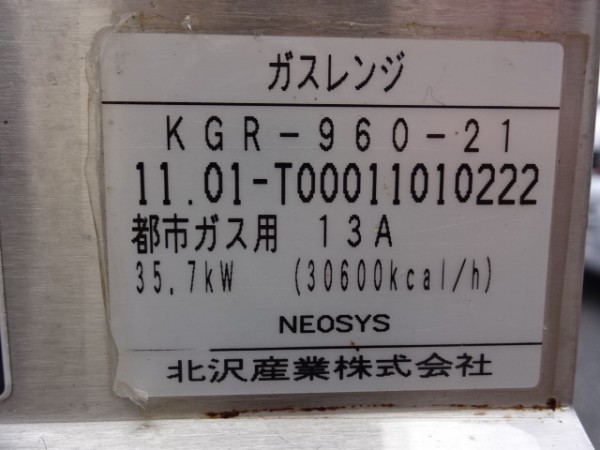 ガスレンジ
KGR-960-21
11.01-T00011010222
都市ガス用 13A
35.7kW (30600kcal/h)
NEOSYS
北沢産業株式会社